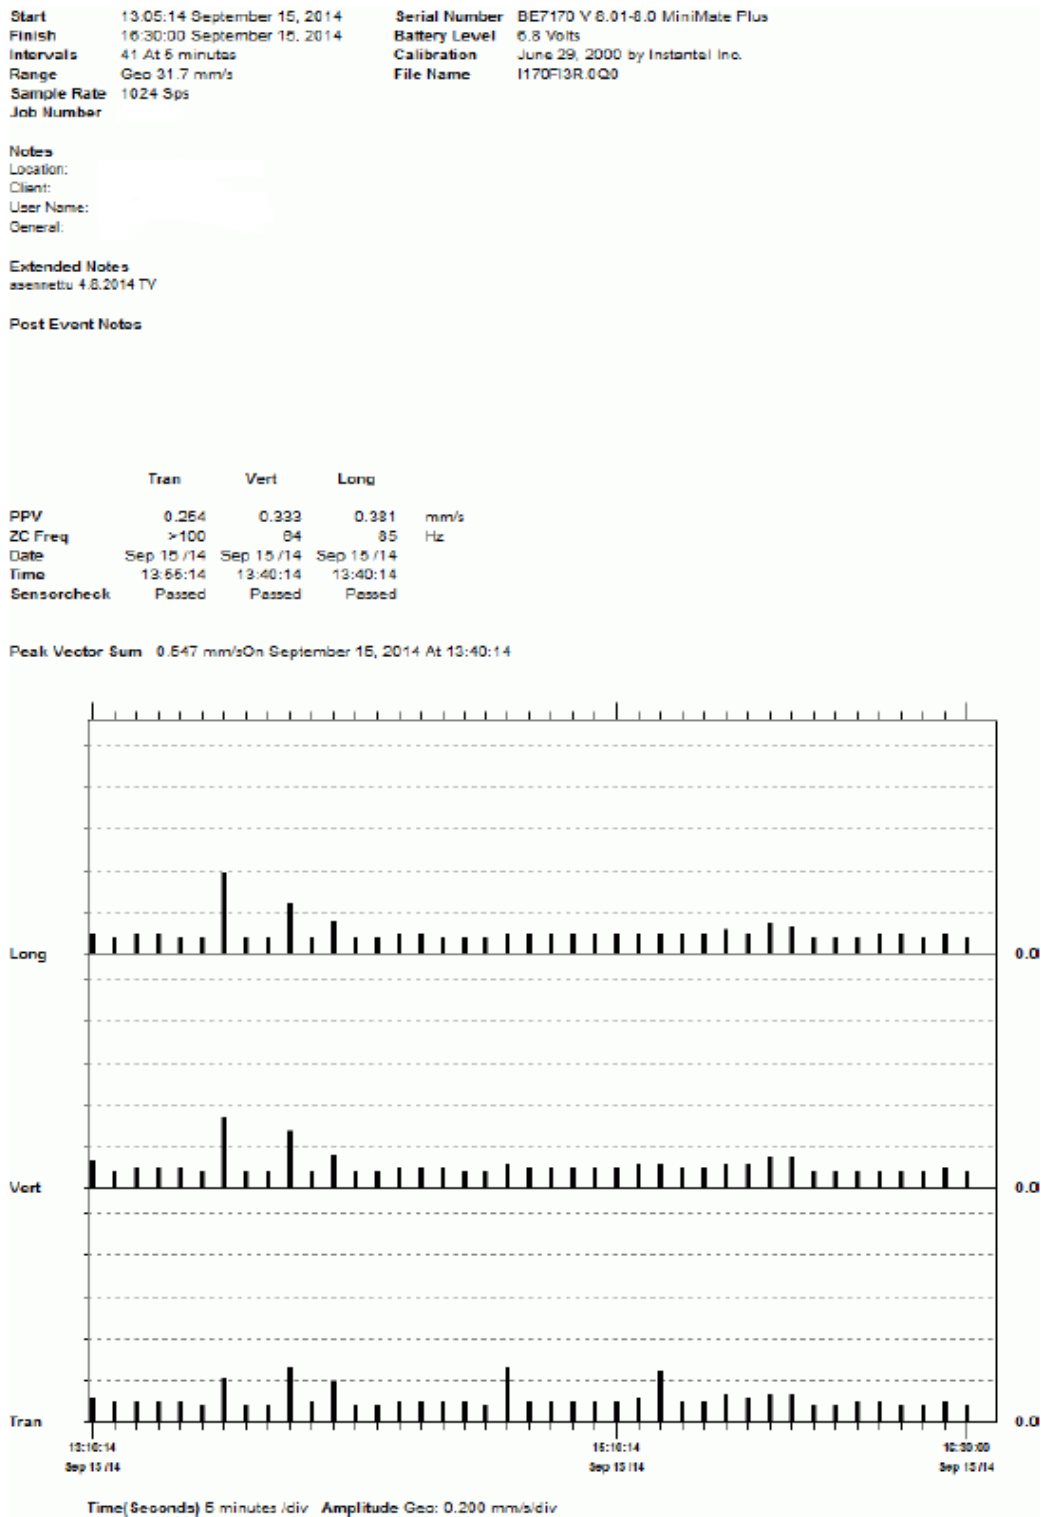 Start 13:05:14 September 15, 2014 Serial Number BE7170 V 8.01-8.0 MiniMate Plus
Finish 16:30:00 September 15, 2014 Battery Level 6.8 Volts
Intervals 41 At 5 minutes Calibration June 29, 2000 by Instantel Inc.
Range Geo 31.7 mm/s File Name I170FI3R.0Q0
Sample Rate 1024 Sps
Job Number
Notes
Location:
Client:
User Name:
General:
Extended Notes
asennettu 4.8.2014 TV
Post Event Notes
Tran Vert Long
PPV 0.254 0.333 0.381 mm/s
ZC Freq >100 64 85 Hz
Date Sep 15 /14 Sep 15 /14 Sep 15 /14
Time 13:55:14 13:40:14 13:40:14
Sensorcheck Passed Passed Passed
Peak Vector Sum 0.547 mm/sOn September 15, 2014 At 13:40:14
Long 0.0
Vert 0.0
Tran 0.0
13:10:14 15:10:14 16:30:00
Sep 15 /14 Sep 15 /14 Sep 15 /14
Time(Seconds) 5 minutes /div Amplitude Geo: 0.200 mm/s/div